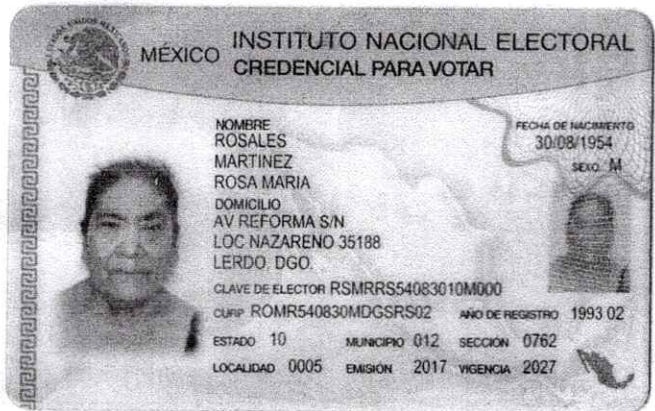 MÉXICO INSTITUTO NACIONAL ELECTORAL
CREDENCIAL PARA VOTAR
NOMBRE
ROSALES
MARTINEZ
ROSA MARIA
FECHA DE NACIMIENTO
30/08/1954
SEXO M
DOMICILIO
AV REFORMA S/N
LOC NAZARENO 35188
LERDO, DGO.
CLAVE DE ELECTOR RSMRRS54083010M000
CURP ROMR540830MDGSRS02 AÑO DE REGISTRO 1993 02
ESTADO 10 MUNICIPIO 012 SECCIÓN 0762
LOCALIDAD 0005 EMISIÓN 2017 VIGENCIA 2027